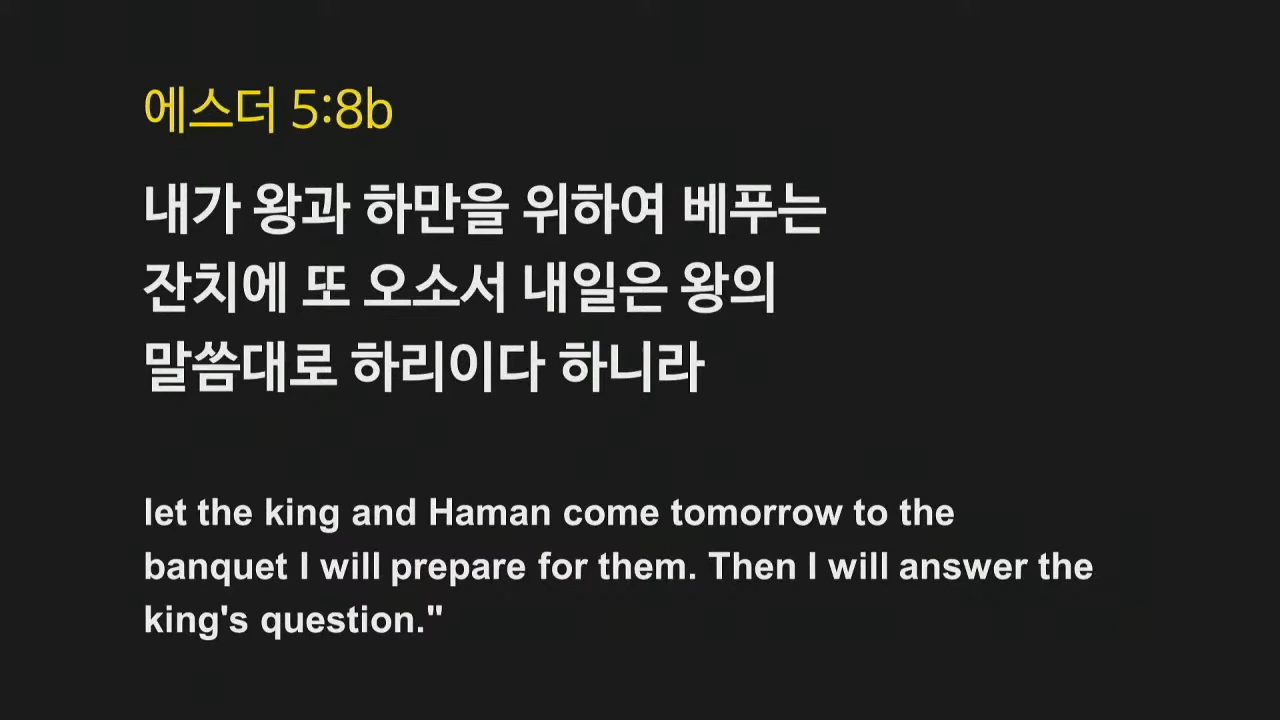 에스더 5:8b
내가 왕과 하만을 위하여 베푸는
잔치에 또 오소서 내일은 왕의
말씀대로 하리이다 하니라
let the king and Haman come tomorrow to the
banquet I will prepare for them. Then I will answer the
king's question."